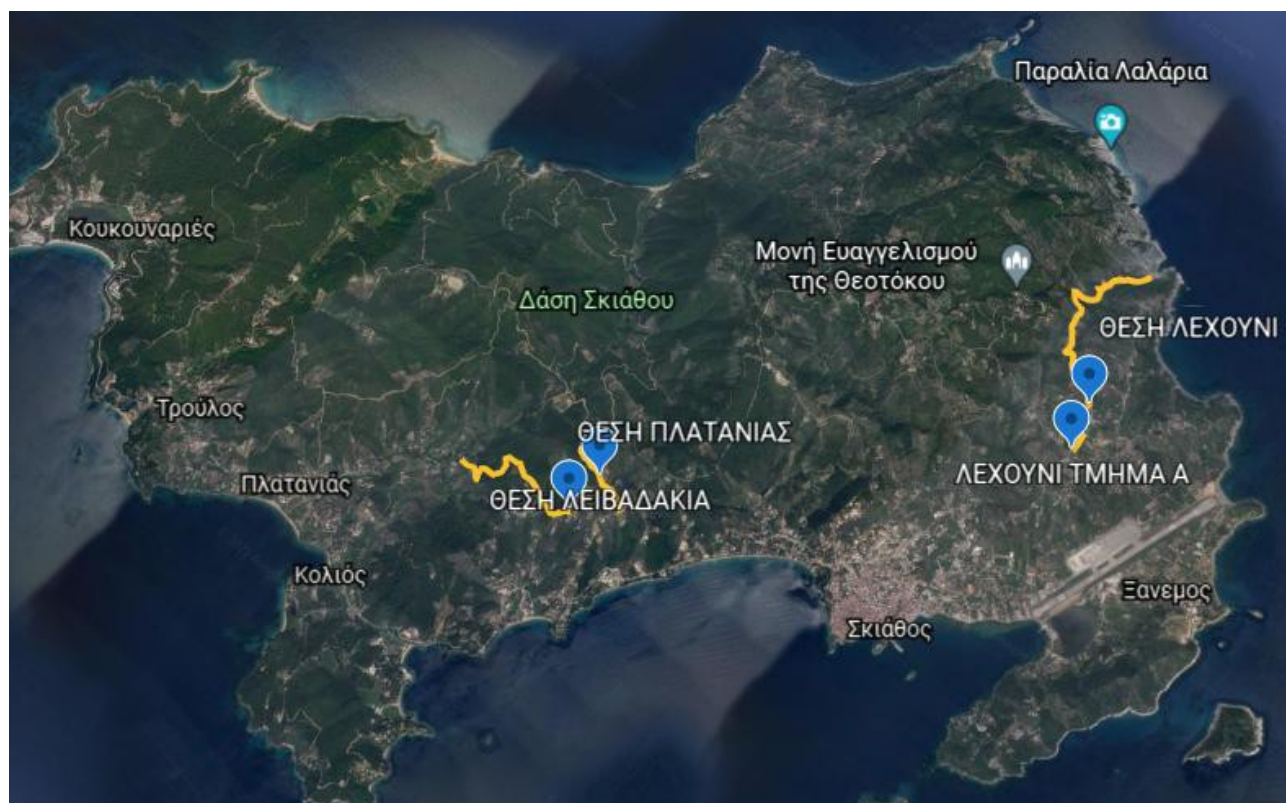 Παραλία Λαλάρια
Κουκουναριές
Μονή Ευαγγελισμού
της Θεοτόκου
Δάση Σκιάθου
ΘΕΣΗ ΛΕΧΟΥΝΙ
Τρούλος
ΘΕΣΗ ΠΛΑΤΑΝΙΑΣ
ΛΕΧΟΥΝΙ ΤΜΗΜΑ Α
Πλατανιάς
ΘΕΣΗ ΛΕΙΒΑΔΑΚΙΑ
Κολιός
Ξανεμος
Σκιάθος